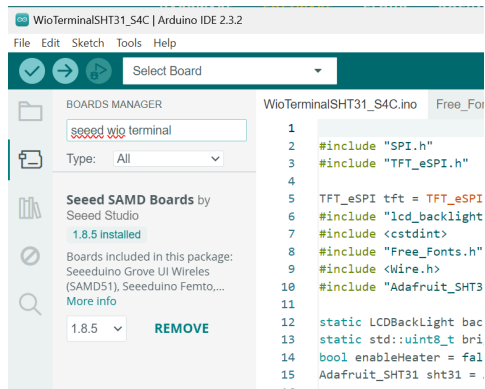 WioTerminalSHT31_S4C | Arduino IDE 2.3.2
File Edit Sketch Tools Help
Select Board
BOARDS MANAGER
seeed wio terminal
Type: All
Seeed SAMD Boards by
Seeed Studio
1.8.5 installed
Boards included in this package:
Seeeduino Grove UI Wireles
(SAMD51), Seeeduino Femto,...
More info
1.8.5
REMOVE
WioTerminalSHT31_S4C.ino Free_Fo
1
2 #include "SPI.h"
3 #include "TFT_eSPI.h"
4
5 TFT_eSPI tft = TFT_eSPI
6 #include "lcd_backlight
7 #include <cstdint>
8 #include "Free_Fonts.h"
9 #include <Wire.h>
10 #include "Adafruit_SHT3
11
12 static LCDBackLight bac
13 static std::uint8_t bri
14 bool enableHeater = fal
15 Adafruit_SHT31 sht31 =